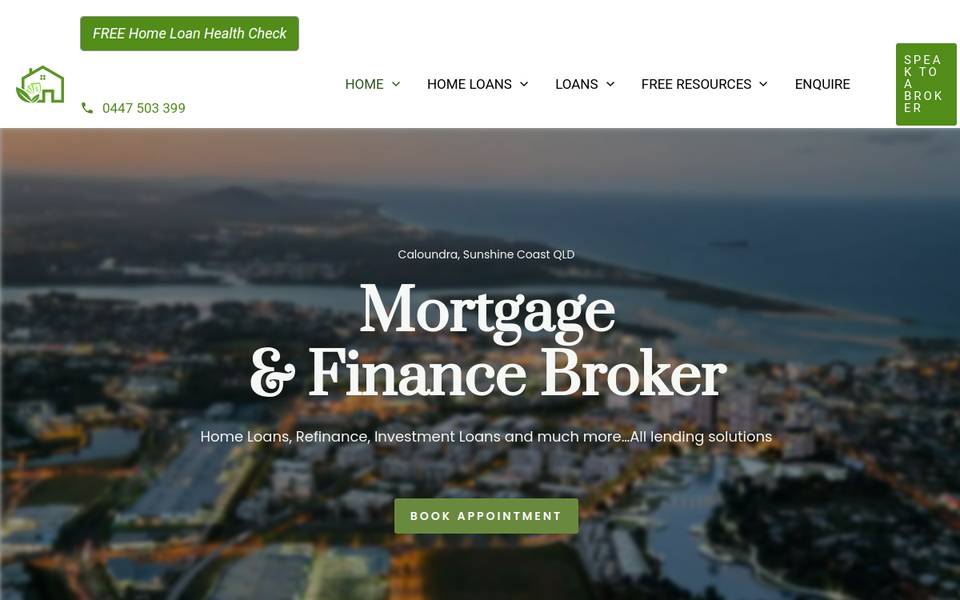 FREE Home Loan Health Check
0447 503 399
HOME
HOME LOANS
LOANS
FREE RESOURCES
ENQUIRE
SPEA
K TO
A
BROK
ER
Caloundra, Sunshine Coast QLD
Mortgage
& Finance Broker
Home Loans, Refinance, Investment Loans and much more...All lending solutions
BOOK APPOINTMENT